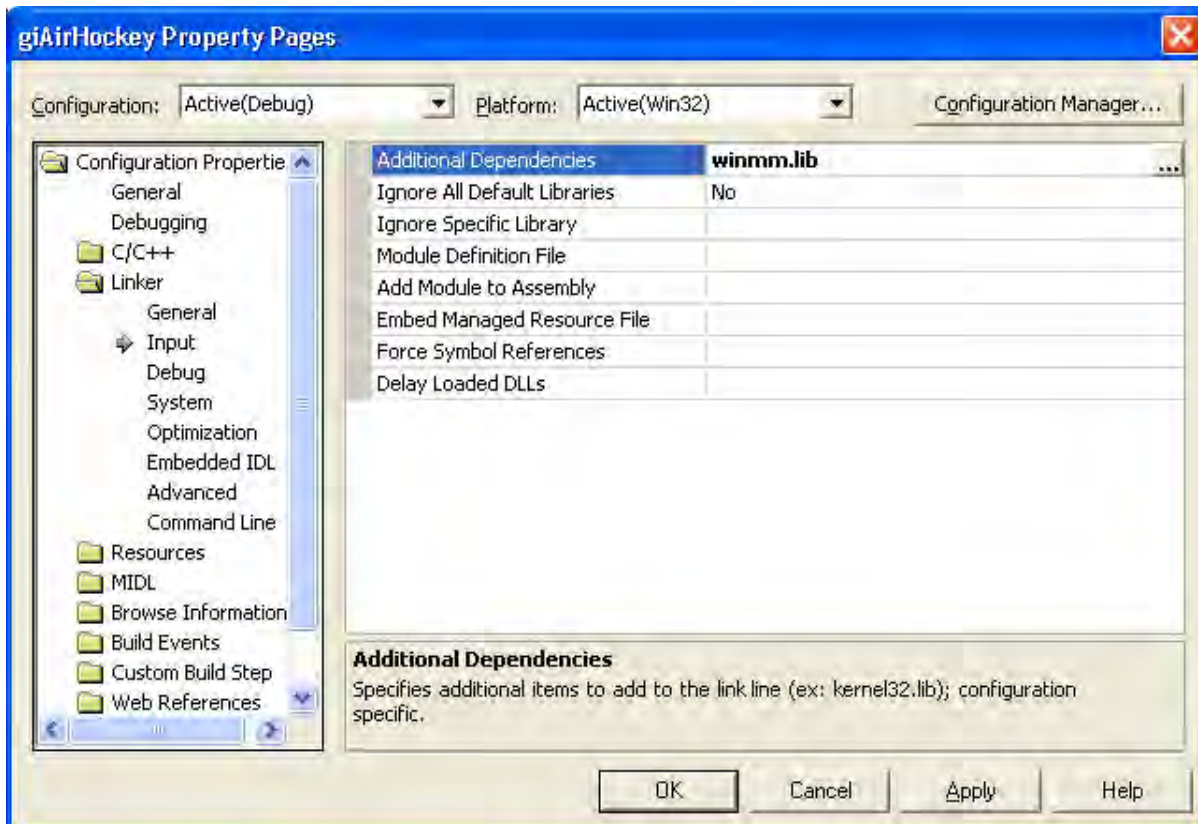 giAirHockey Property Pages
Configuration: Active(Debug) Platform: Active(Win32) Configuration Manager...
Configuration Propertie
General
Debugging
C/C++
Linker
General
Input
Debug
System
Optimization
Embedded IDL
Advanced
Command Line
Resources
MIDL
Browse Information
Build Events
Custom Build Step
Web References
Additional Dependencies winmm.lib ...
Ignore All Default Libraries No
Ignore Specific Library
Module Definition File
Add Module to Assembly
Embed Managed Resource File
Force Symbol References
Delay Loaded DLLs
Additional Dependencies
Specifies additional items to add to the link line (ex: kernel32.lib); configuration
specific.
OK Cancel Apply Help